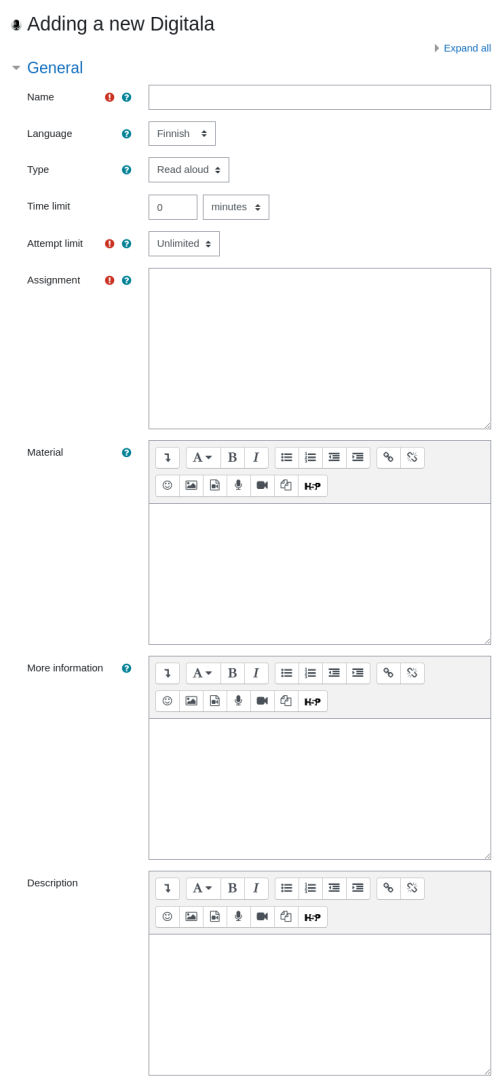 Adding a new Digitala
Expand all
General
Name
Language Finnish
Type Read aloud
Time limit 0 minutes
Attempt limit Unlimited
Assignment
Material
A B I
H-P
More information
A B I
H-P
Description
A B I
H-P